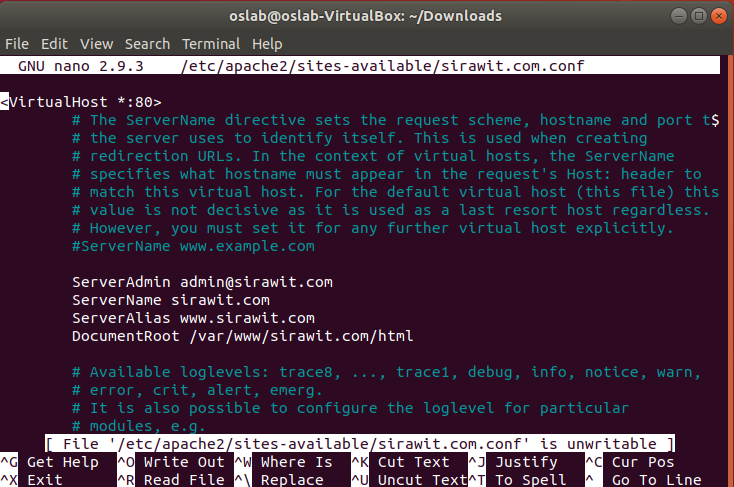 oslab@oslab-VirtualBox: ~/Downloads
File Edit View Search Terminal Help
GNU nano 2.9.3 /etc/apache2/sites-available/sirawit.com.conf
<VirtualHost *:80>
# The ServerName directive sets the request scheme, hostname and port t$
# the server uses to identify itself. This is used when creating
# redirection URLs. In the context of virtual hosts, the ServerName
# specifies what hostname must appear in the request's Host: header to
# match this virtual host. For the default virtual host (this file) this
# value is not decisive as it is used as a last resort host regardless.
# However, you must set it for any further virtual host explicitly.
#ServerName www.example.com
ServerAdmin admin@sirawit.com
ServerName sirawit.com
ServerAlias www.sirawit.com
DocumentRoot /var/www/sirawit.com/html
# Available loglevels: trace8, ..., trace1, debug, info, notice, warn,
# error, crit, alert, emerg.
# It is also possible to configure the loglevel for particular
# modules, e.g.
[ File '/etc/apache2/sites-available/sirawit.com.conf' is unwritable ]
^G Get Help ^O Write Out ^W Where Is ^K Cut Text ^J Justify ^C Cur Pos
^X Exit ^R Read File ^\ Replace ^U Uncut Text ^T To Spell ^_ Go To Line